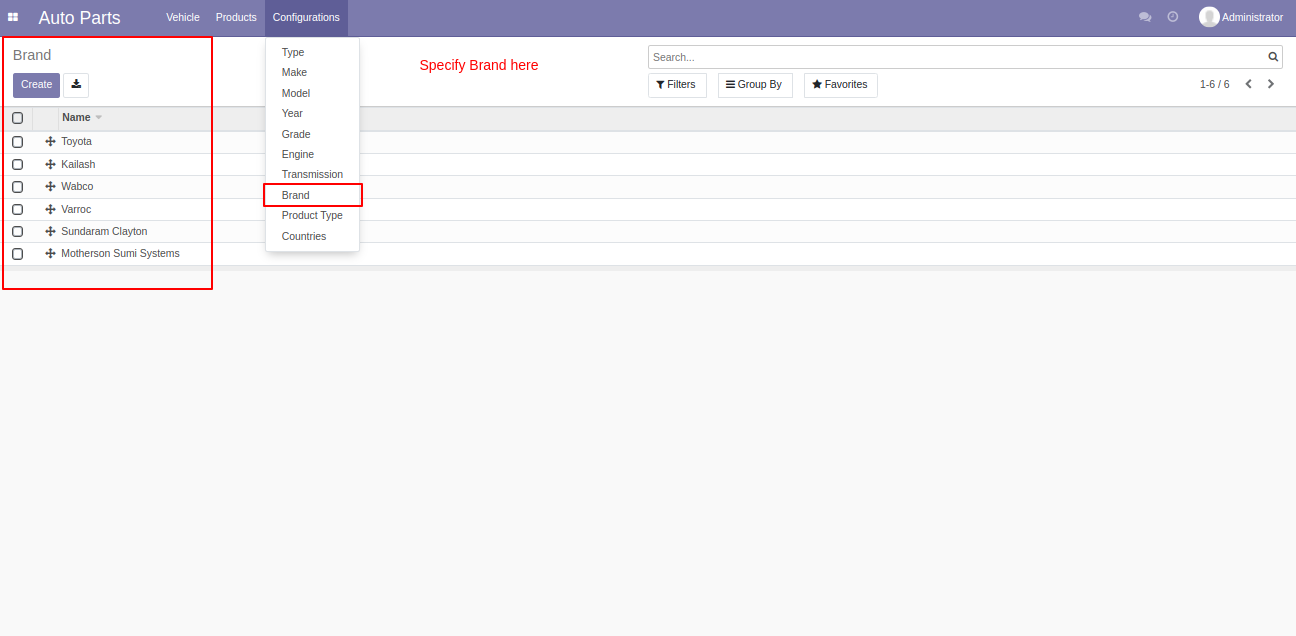 Auto Parts Vehicle Products Configurations Administrator
Brand
Specify Brand here
Search...
Create
Filters Group By Favorites 1-6 / 6
Name
Toyota
Kailash
Wabco
Varroc
Sundaram Clayton
Motherson Sumi Systems
Type
Make
Model
Year
Grade
Engine
Transmission
Brand
Product Type
Countries